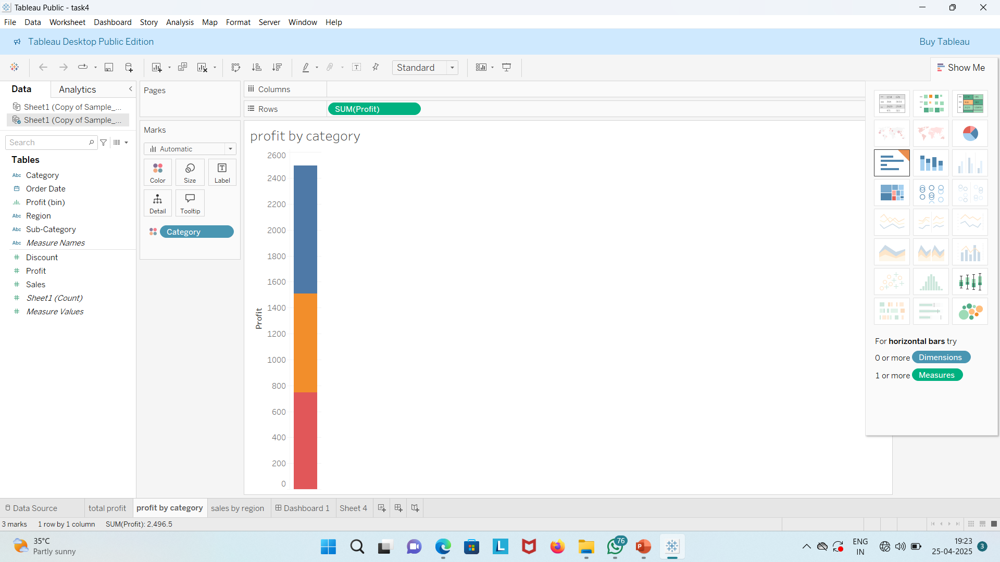 Tableau Public - task4
File Data Worksheet Dashboard Story Analysis Map Format Server Window Help
Tableau Desktop Public Edition
Buy Tableau
Standard
Show Me
Data Analytics
Sheet1 (Copy of Sample_...
Sheet1 (Copy of Sample_...
Search
Tables
Abc Category
Order Date
Profit (bin)
Abc Region
Abc Sub-Category
Abc Measure Names
# Discount
# Profit
# Sales
# Sheet1 (Count)
# Measure Values
Pages
Marks
Automatic
Color Size Label
Detail Tooltip
Category
Columns
Rows SUM(Profit)
profit by category
2600
2400
2200
2000
1800
1600
1400
1200
1000
800
600
400
200
0
Profit
For horizontal bars try
0 or more Dimensions
1 or more Measures
Data Source total profit profit by category sales by region Dashboard 1 Sheet 4
3 marks 1 row by 1 column SUM(Profit): 2,496.5
35°C
Partly sunny
76
ENG
IN
19:23
25-04-2025
3